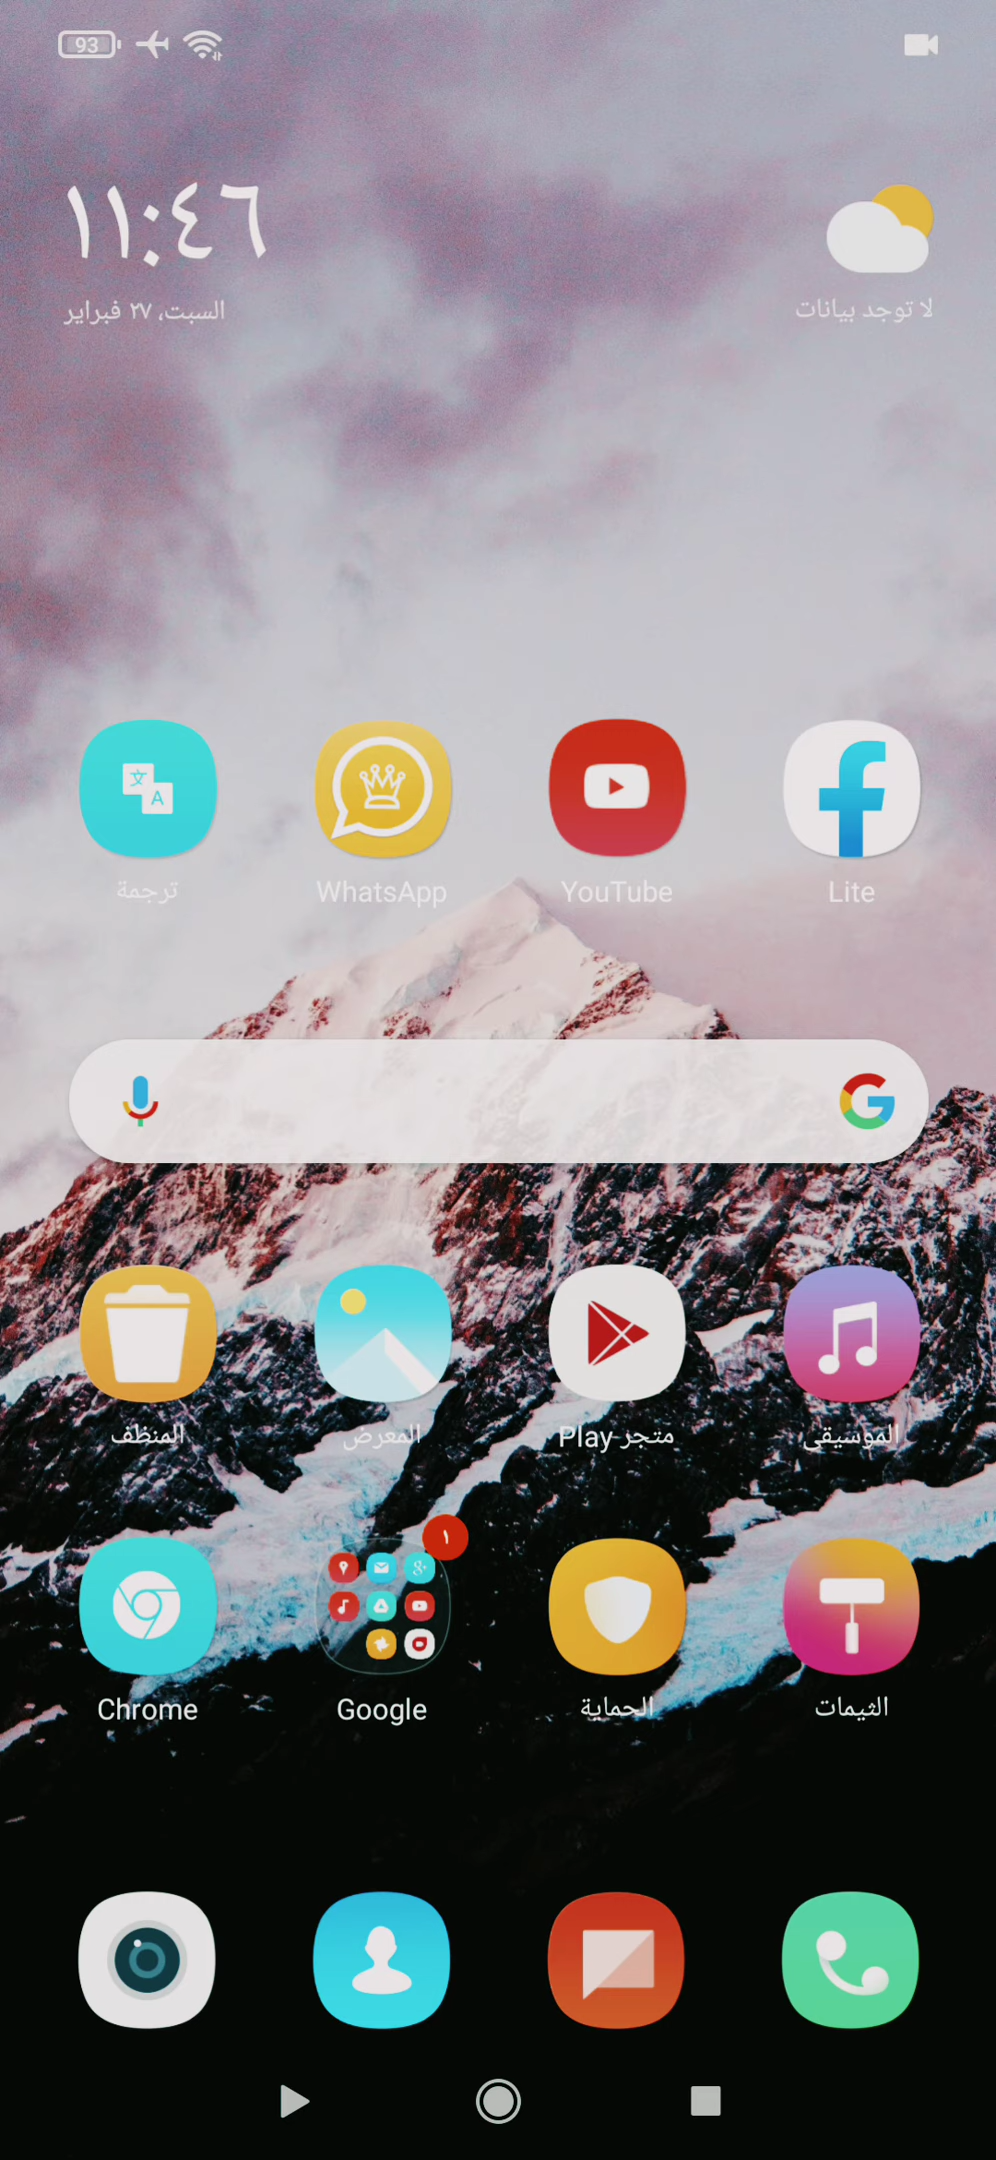 93
١١:٤٦
السبت، ٢٧ فبراير
لا توجد بيانات
Lite
YouTube
WhatsApp
ترجمة
الموسيقى
متجر Play
المعرض
المنظف
١
الثيمات
الحماية
Google
Chrome